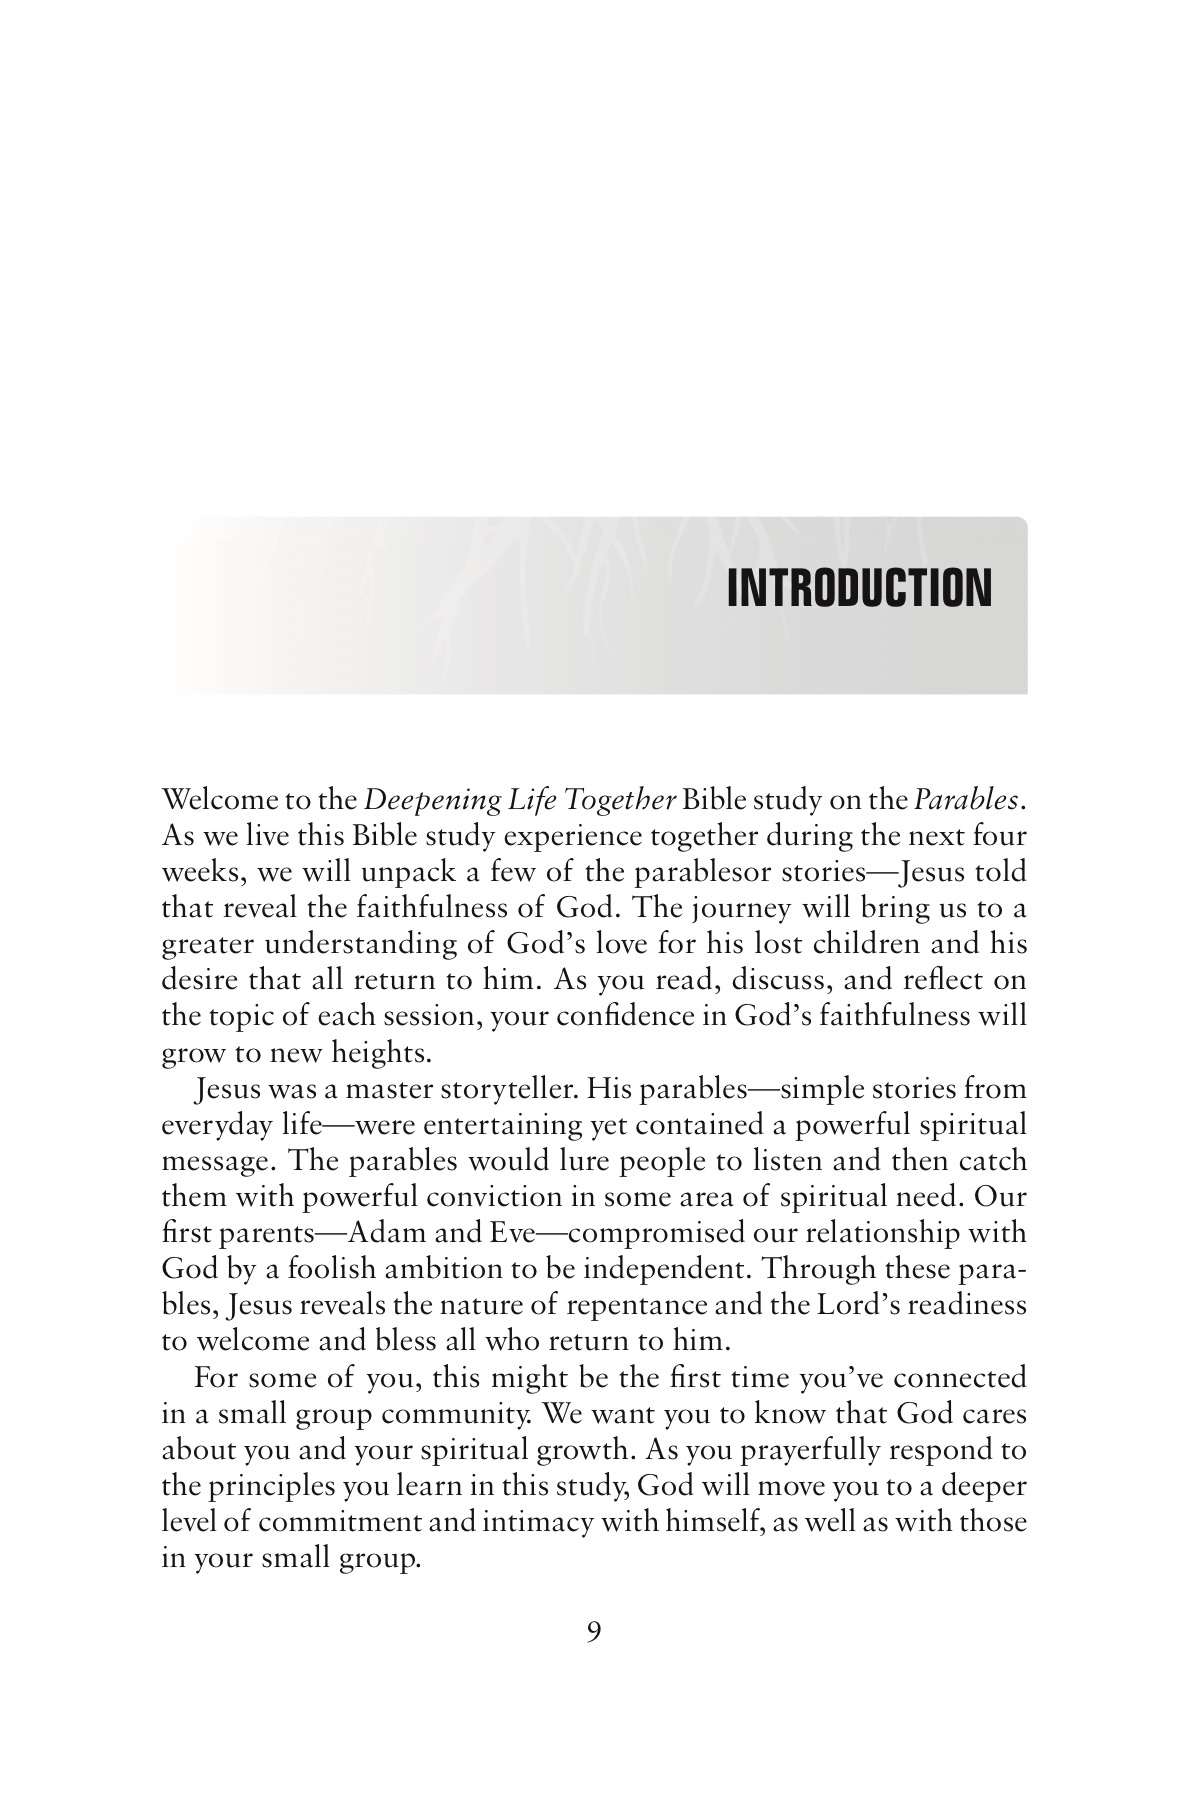 INTRODUCTION
Welcome to the Deepening Life Together Bible study on the Parables.
As we live this Bible study experience together during the next four
weeks, we will unpack a few of the parablesor stories—Jesus told
that reveal the faithfulness of God. The journey will bring us to a
greater understanding of God’s love for his lost children and his
desire that all return to him. As you read, discuss, and reflect on
the topic of each session, your confidence in God’s faithfulness will
grow to new heights.
Jesus was a master storyteller. His parables—simple stories from
everyday life—were entertaining yet contained a powerful spiritual
message. The parables would lure people to listen and then catch
them with powerful conviction in some area of spiritual need. Our
first parents—Adam and Eve—compromised our relationship with
God by a foolish ambition to be independent. Through these para-
bles, Jesus reveals the nature of repentance and the Lord’s readiness
to welcome and bless all who return to him.
For some of you, this might be the first time you’ve connected
in a small group community. We want you to know that God cares
about you and your spiritual growth. As you prayerfully respond to
the principles you learn in this study, God will move you to a deeper
level of commitment and intimacy with himself, as well as with those
in your small group.
9